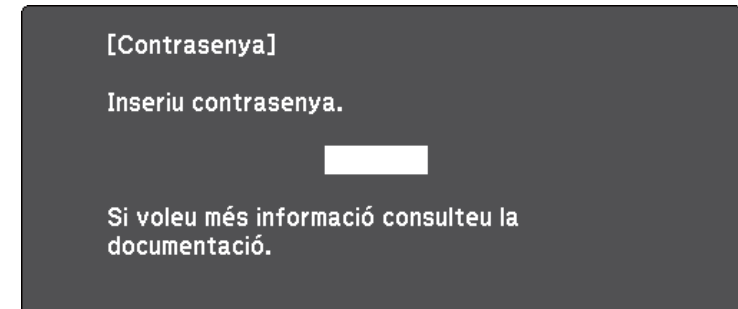 [Contrasenya]
Inseriu contrasenya.
Si voleu més informació consulteu la
documentació.